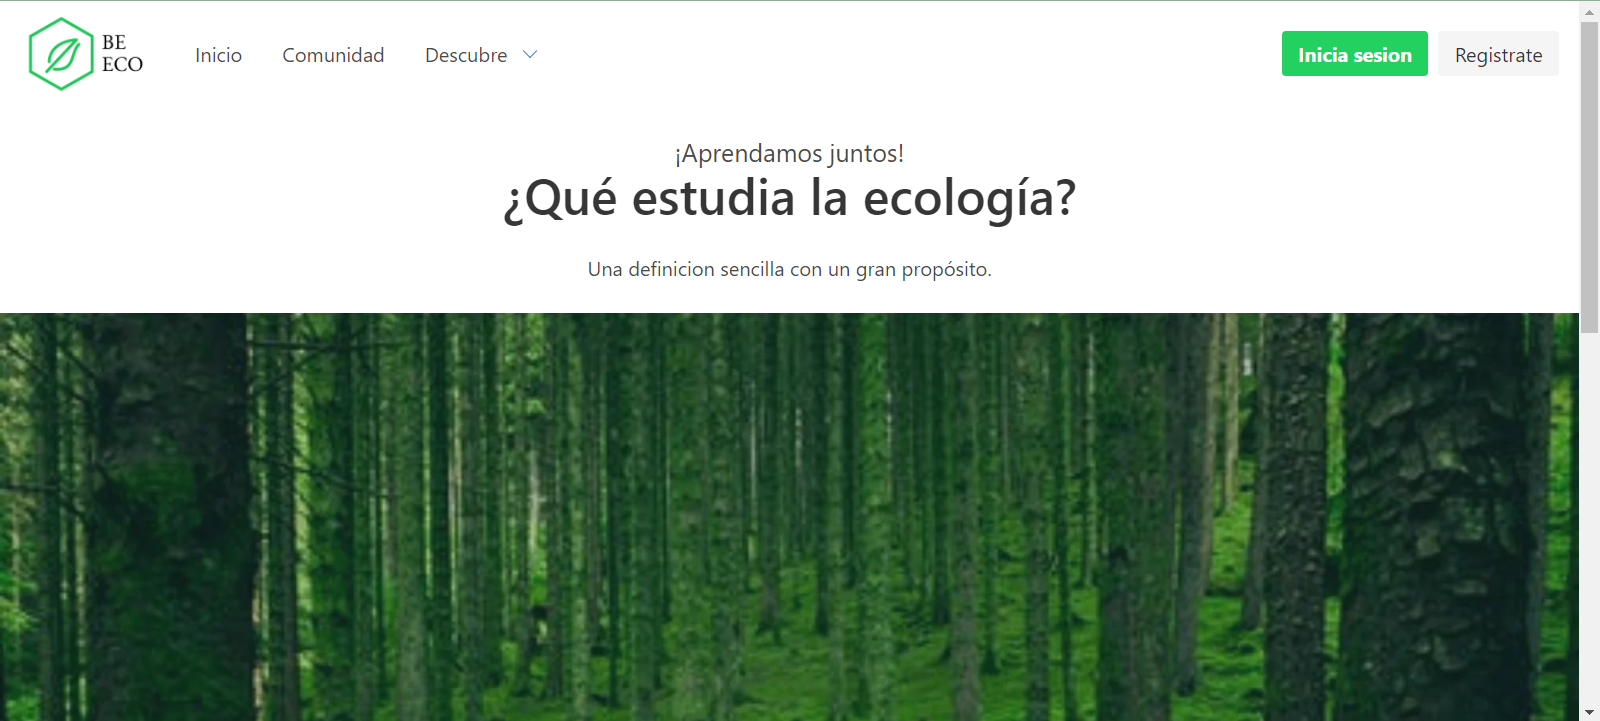 BE
ECO
Inicio
Comunidad
Descubre
Inicia sesion
Registrate
¡Aprendamos juntos!
¿Qué estudia la ecología?
Una definicion sencilla con un gran propósito.